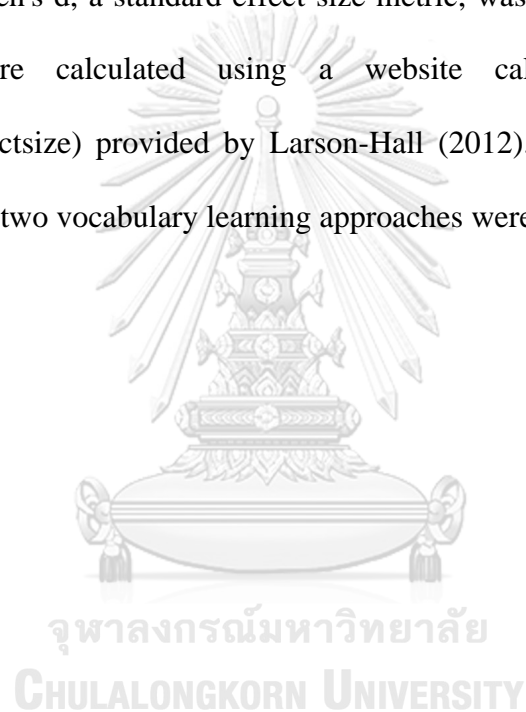 en's d, a standard effect size metric, was
re calculated using a website cal
ctsize) provided by Larson-Hall (2012).
two vocabulary learning approaches were
จุฬาลงกรณ์มหาวิทยาลัย
CHULALONGKORN UNIVERSITY